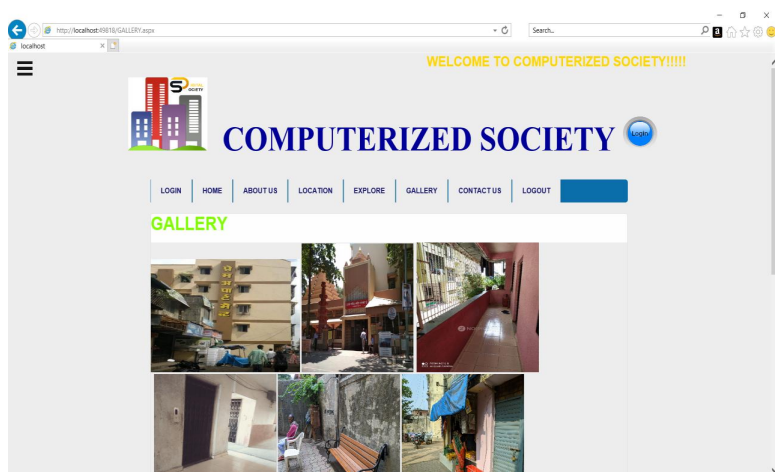 http://localhost:49818/GALLERY.aspx
Search...
localhost
WELCOME TO COMPUTERIZED SOCIETY!!!!!
SOCIETY
COMPUTERIZED SOCIETY
Login
LOGIN HOME ABOUT US LOCATION EXPLORE GALLERY CONTACT US LOGOUT
GALLERY